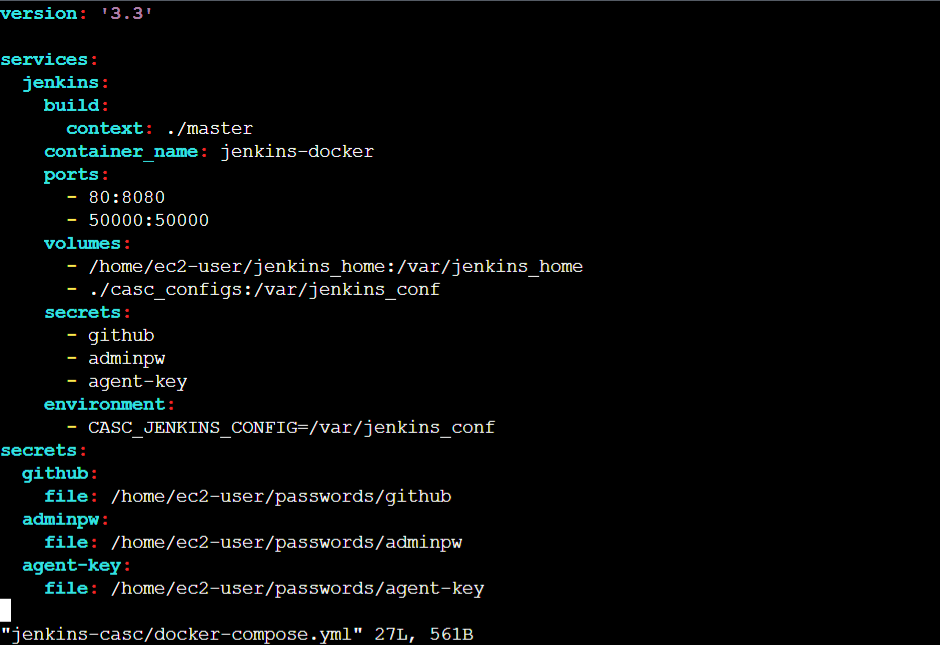 version: '3.3'

services:
  jenkins:
    build:
      context: ./master
    container_name: jenkins-docker
    ports:
      - 80:8080
      - 50000:50000
    volumes:
      - /home/ec2-user/jenkins_home:/var/jenkins_home
      - ./casc_configs:/var/jenkins_conf
    secrets:
      - github
      - adminpw
      - agent-key
    environment:
      - CASC_JENKINS_CONFIG=/var/jenkins_conf
secrets:
  github:
    file: /home/ec2-user/passwords/github
  adminpw:
    file: /home/ec2-user/passwords/adminpw
  agent-key:
    file: /home/ec2-user/passwords/agent-key

"jenkins-casc/docker-compose.yml" 27L, 561B